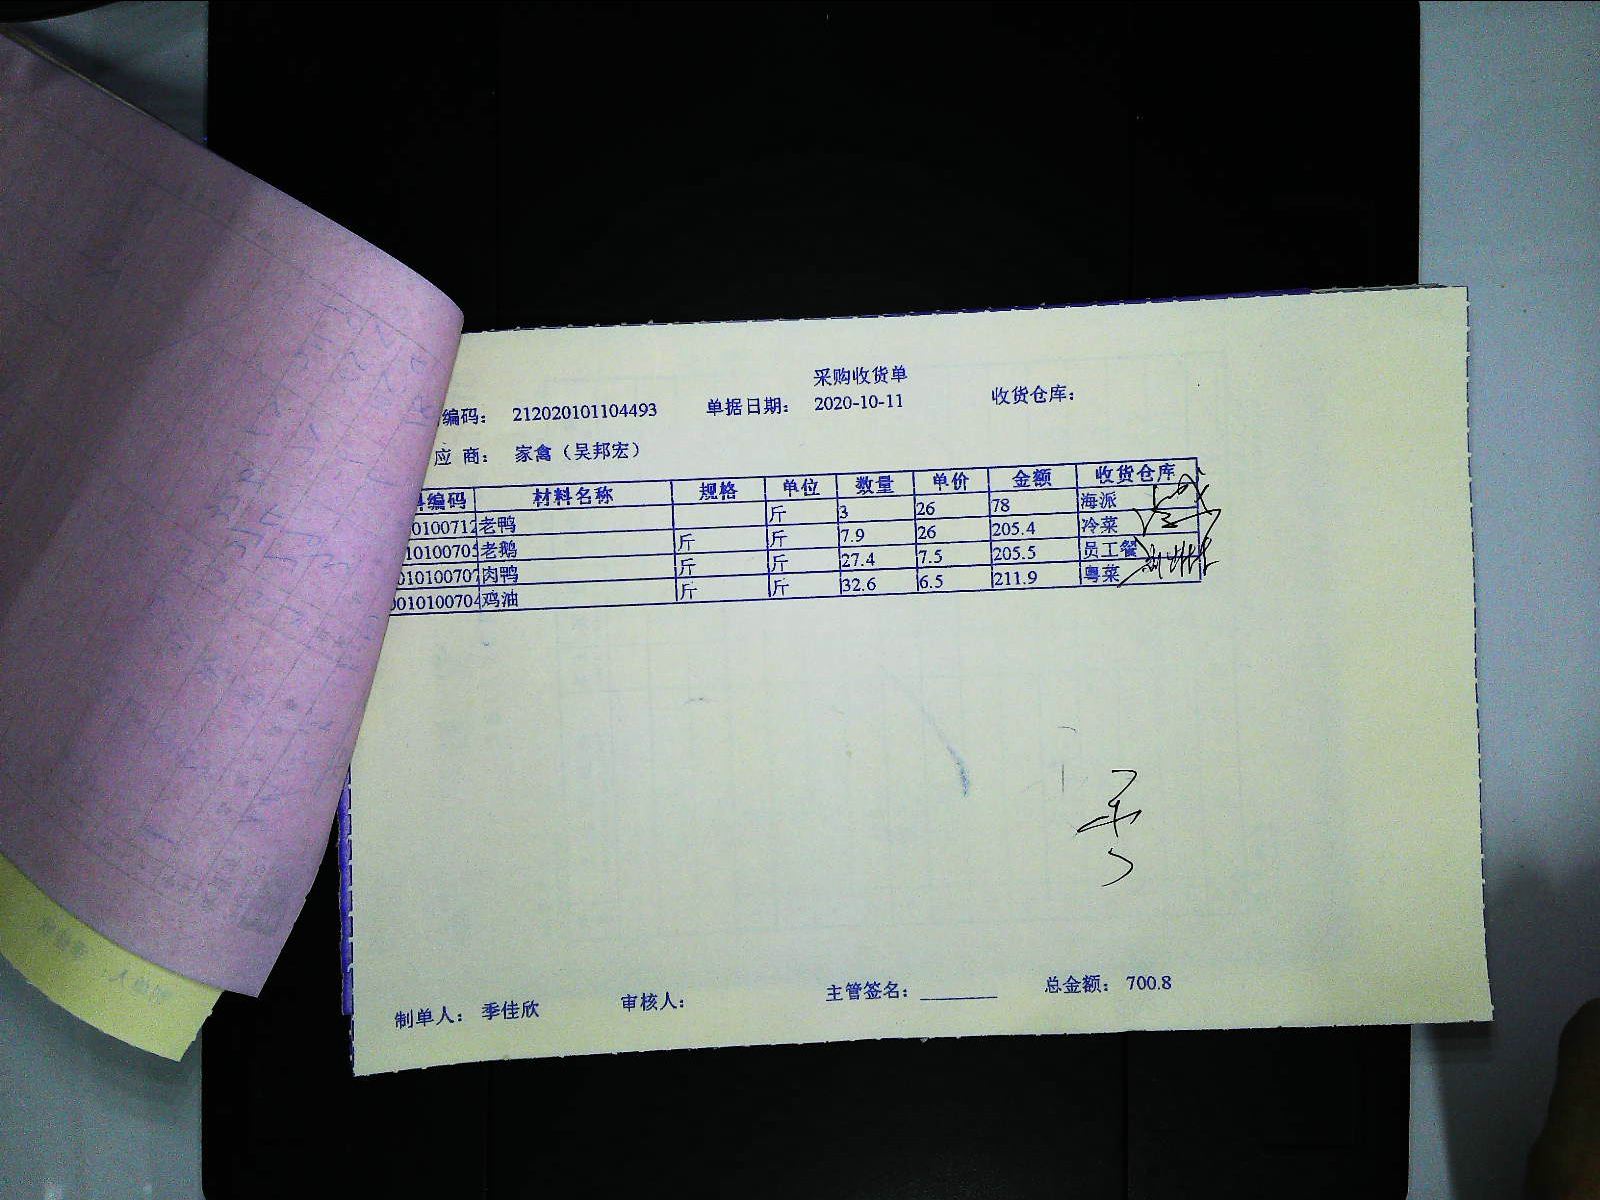 采购收货单
编码： 212020101104493 单据日期： 2020-10-11 收货仓库：
应 商： 家禽（吴邦宏）
编码 材料名称 规格 单位 数量 单价 金额 收货仓库
010100712 老鸭 斤 3 26 78 海派
10100705 老鹅 斤 斤 7.9 26 205.4 冷菜
010100707 肉鸭 斤 斤 27.4 7.5 205.5 员工餐
0010100704 鸡油 斤 斤 32.6 6.5 211.9 粤菜
制单人： 季佳欣 审核人： 主管签名： 总金额： 700.8